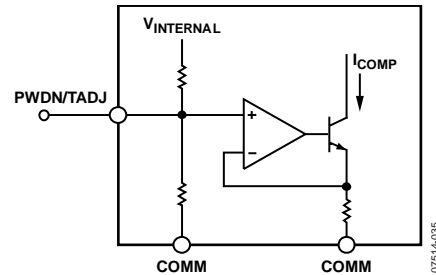 VINTERNAL
ICOMP
PWDN/TADJ
+
–
COMM
COMM
07514-035